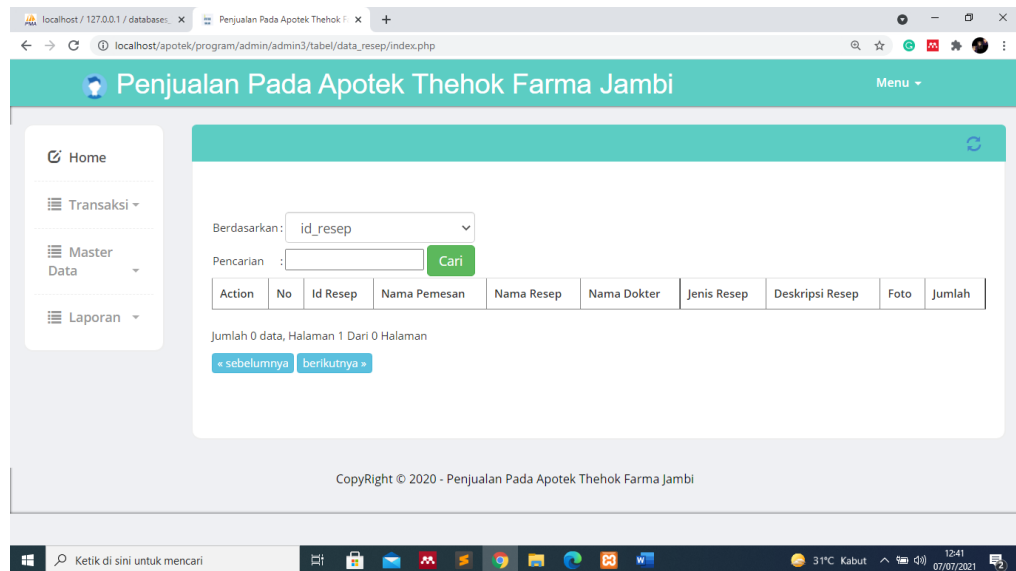 localhost / 127.0.0.1 / databases_
Penjualan Pada Apotek Thehok F
localhost/apotek/program/admin/admin3/tabel/data_resep/index.php
Penjualan Pada Apotek Thehok Farma Jambi
Menu
Home
Transaksi
Master
Data
Laporan
Berdasarkan : id_resep
Pencarian : Cari
Action No Id Resep Nama Pemesan Nama Resep Nama Dokter Jenis Resep Deskripsi Resep Foto Jumlah
Jumlah 0 data, Halaman 1 Dari 0 Halaman
« sebelumnya berikutnya »
CopyRight © 2020 - Penjualan Pada Apotek Thehok Farma Jambi
Ketik di sini untuk mencari
31°C Kabut
12:41
07/07/2021